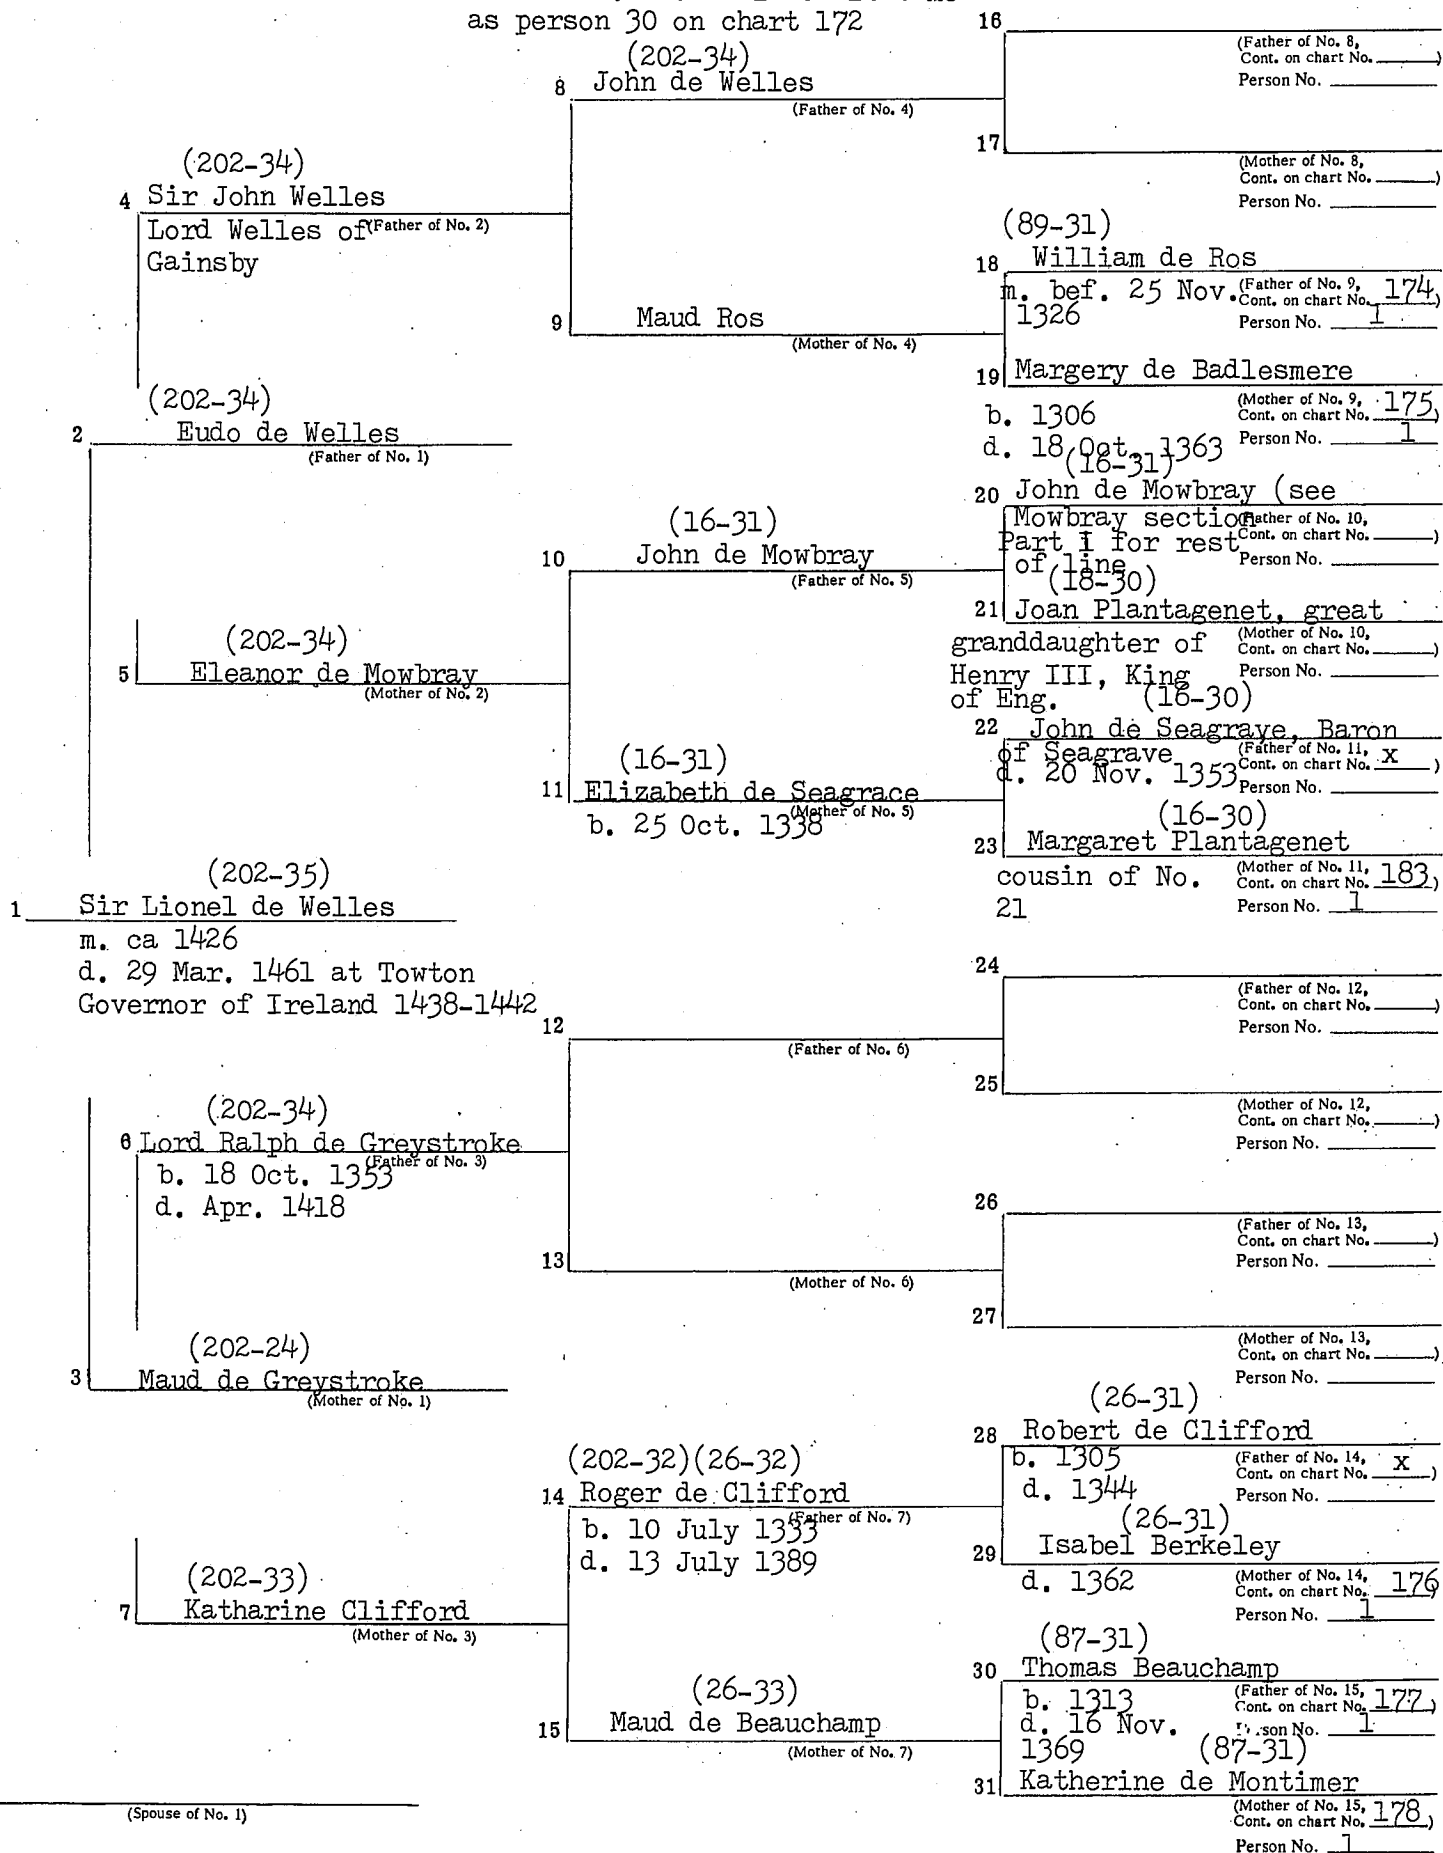 as person 30 on chart 172
16
(Father of No. 8,
Cont. on chart No. )
Person No.
(202-34)
8 John de Welles
(Father of No. 4)
17
(Mother of No. 8,
Cont. on chart No. )
Person No.
(202-34)
4 Sir John Welles
(Father of No. 2)
Lord Welles of
Gainsby
(89-31)
18 William de Ros
m. bef. 25 Nov.
1326
(Father of No. 9,
Cont. on chart No. 174)
Person No. 1
9 Maud Ros
(Mother of No. 4)
19 Margery de Badlesmere
b. 1306
d. 18 Oct. 1363
(Mother of No. 9,
Cont. on chart No. 175)
Person No. 1
(202-34)
2 Eudo de Welles
(Father of No. 1)
(16-31)
20 John de Mowbray (see
Mowbray section
Part I for rest
of line
(Father of No. 10,
Cont. on chart No. )
Person No.
(16-31)
10 John de Mowbray
(Father of No. 5)
(18-30)
21 Joan Plantagenet, great
granddaughter of
Henry III, King
of Eng.
(Mother of No. 10,
Cont. on chart No. )
Person No.
(202-34)
5 Eleanor de Mowbray
(Mother of No. 2)
(16-30)
22 John de Seagrave, Baron
of Seagrave
d. 20 Nov. 1353
(Father of No. 11,
Cont. on chart No. x )
Person No.
(16-31)
11 Elizabeth de Seagrace
(Mother of No. 5)
b. 25 Oct. 1338
(16-30)
23 Margaret Plantagenet
cousin of No.
21
(Mother of No. 11,
Cont. on chart No. 183)
Person No. 1
(202-35)
1 Sir Lionel de Welles
m. ca 1426
d. 29 Mar. 1461 at Towton
Governor of Ireland 1438-1442
24
(Father of No. 12,
Cont. on chart No. )
Person No.
12
(Father of No. 6)
25
(Mother of No. 12,
Cont. on chart No. )
Person No.
(202-34)
6 Lord Ralph de Greystroke
(Father of No. 3)
b. 18 Oct. 1353
d. Apr. 1418
26
(Father of No. 13,
Cont. on chart No. )
Person No.
13
(Mother of No. 6)
27
(Mother of No. 13,
Cont. on chart No. )
Person No.
(202-24)
3 Maud de Greystroke
(Mother of No. 1)
(26-31)
28 Robert de Clifford
b. 1305
d. 1344
(Father of No. 14,
Cont. on chart No. x )
Person No.
(202-32)(26-32)
14 Roger de Clifford
(Father of No. 7)
b. 10 July 1333
d. 13 July 1389
(26-31)
29 Isabel Berkeley
d. 1362
(Mother of No. 14,
Cont. on chart No. 176
Person No. 1
(202-33)
7 Katharine Clifford
(Mother of No. 3)
(87-31)
30 Thomas Beauchamp
b. 1313
d. 16 Nov.
1369
(Father of No. 15,
Cont. on chart No. 177)
Person No. 1
(26-33)
15 Maud de Beauchamp
(Mother of No. 7)
(87-31)
31 Katherine de Montimer
(Mother of No. 15,
Cont. on chart No. 178)
Person No. 1
(Spouse of No. 1)